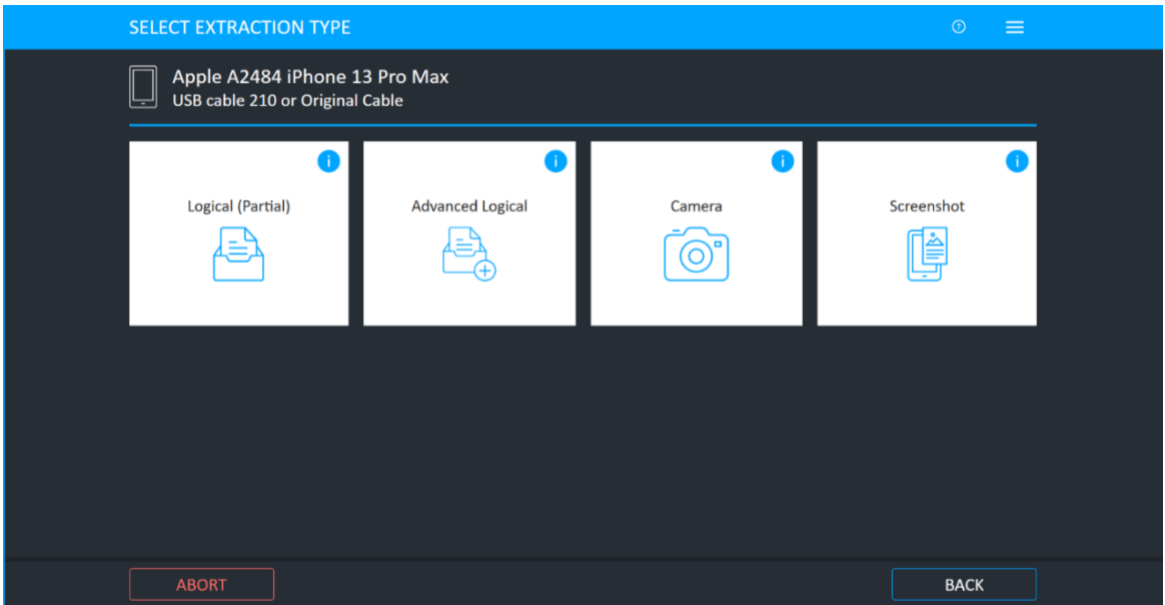 SELECT EXTRACTION TYPE
Apple A2484 iPhone 13 Pro Max
USB cable 210 or Original Cable
Logical (Partial)
Advanced Logical
Camera
Screenshot
ABORT
BACK